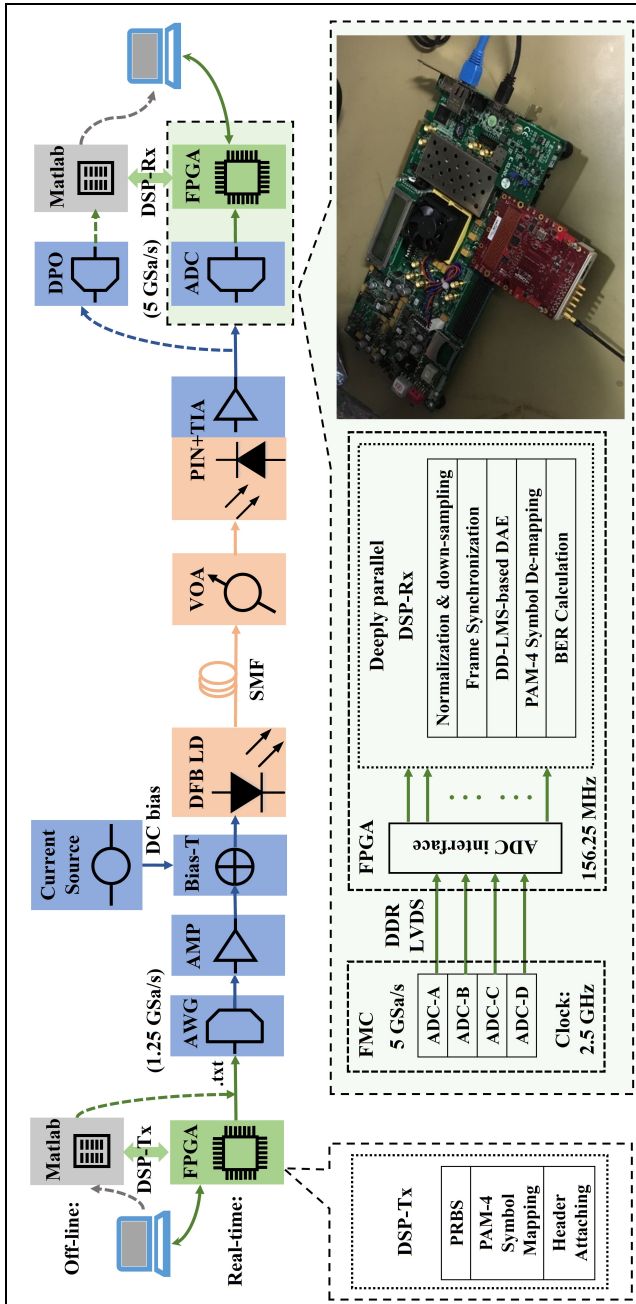 Off-line:
Real-time:
Matlab
DSP-Tx
FPGA
.txt
(1.25 GSa/s)
AWG
AMP
Current
Source
DC bias
Bias-T
DFB LD
SMF
VOA
PIN+TIA
DPO
(5 GSa/s)
ADC
Matlab
DSP-Rx
FPGA
DSP-Tx
PRBS
PAM-4
Symbol
Mapping
Header
Attaching
FMC
5 GSa/s
ADC-A
ADC-B
ADC-C
ADC-D
Clock:
2.5 GHz
DDR
LVDS
FPGA
ADC interface
156.25 MHz
Deeply parallel
DSP-Rx
Normalization & down-sampling
Frame Synchronization
DD-LMS-based DAE
PAM-4 Symbol De-mapping
BER Calculation